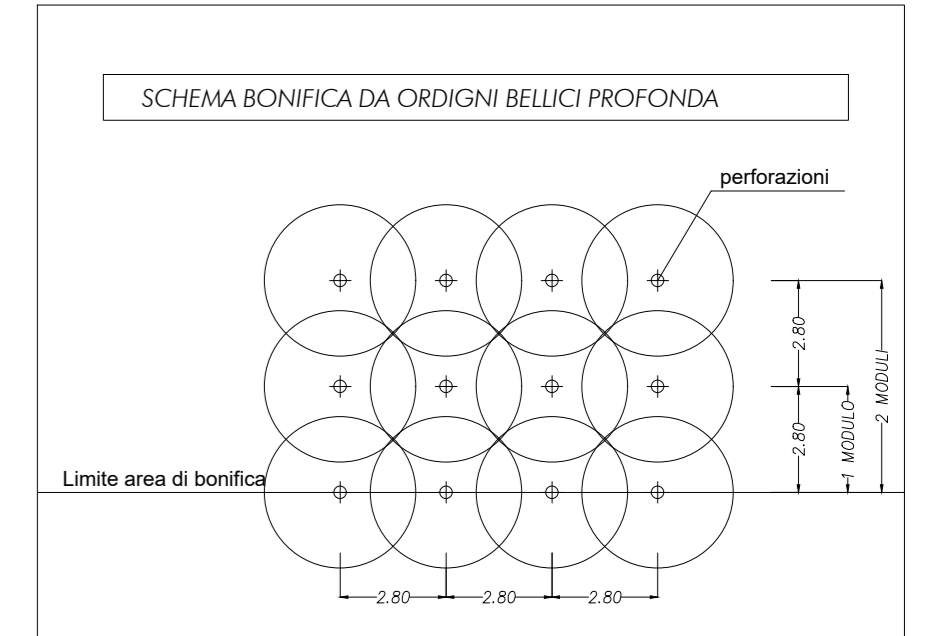 SCHEMA BONIFICA DA ORDIGNI BELLICI PROFONDA
perforazioni
2.80
2 MODULI
2.80
1 MODULO
Limite area di bonifica
2.80
2.80
2.80